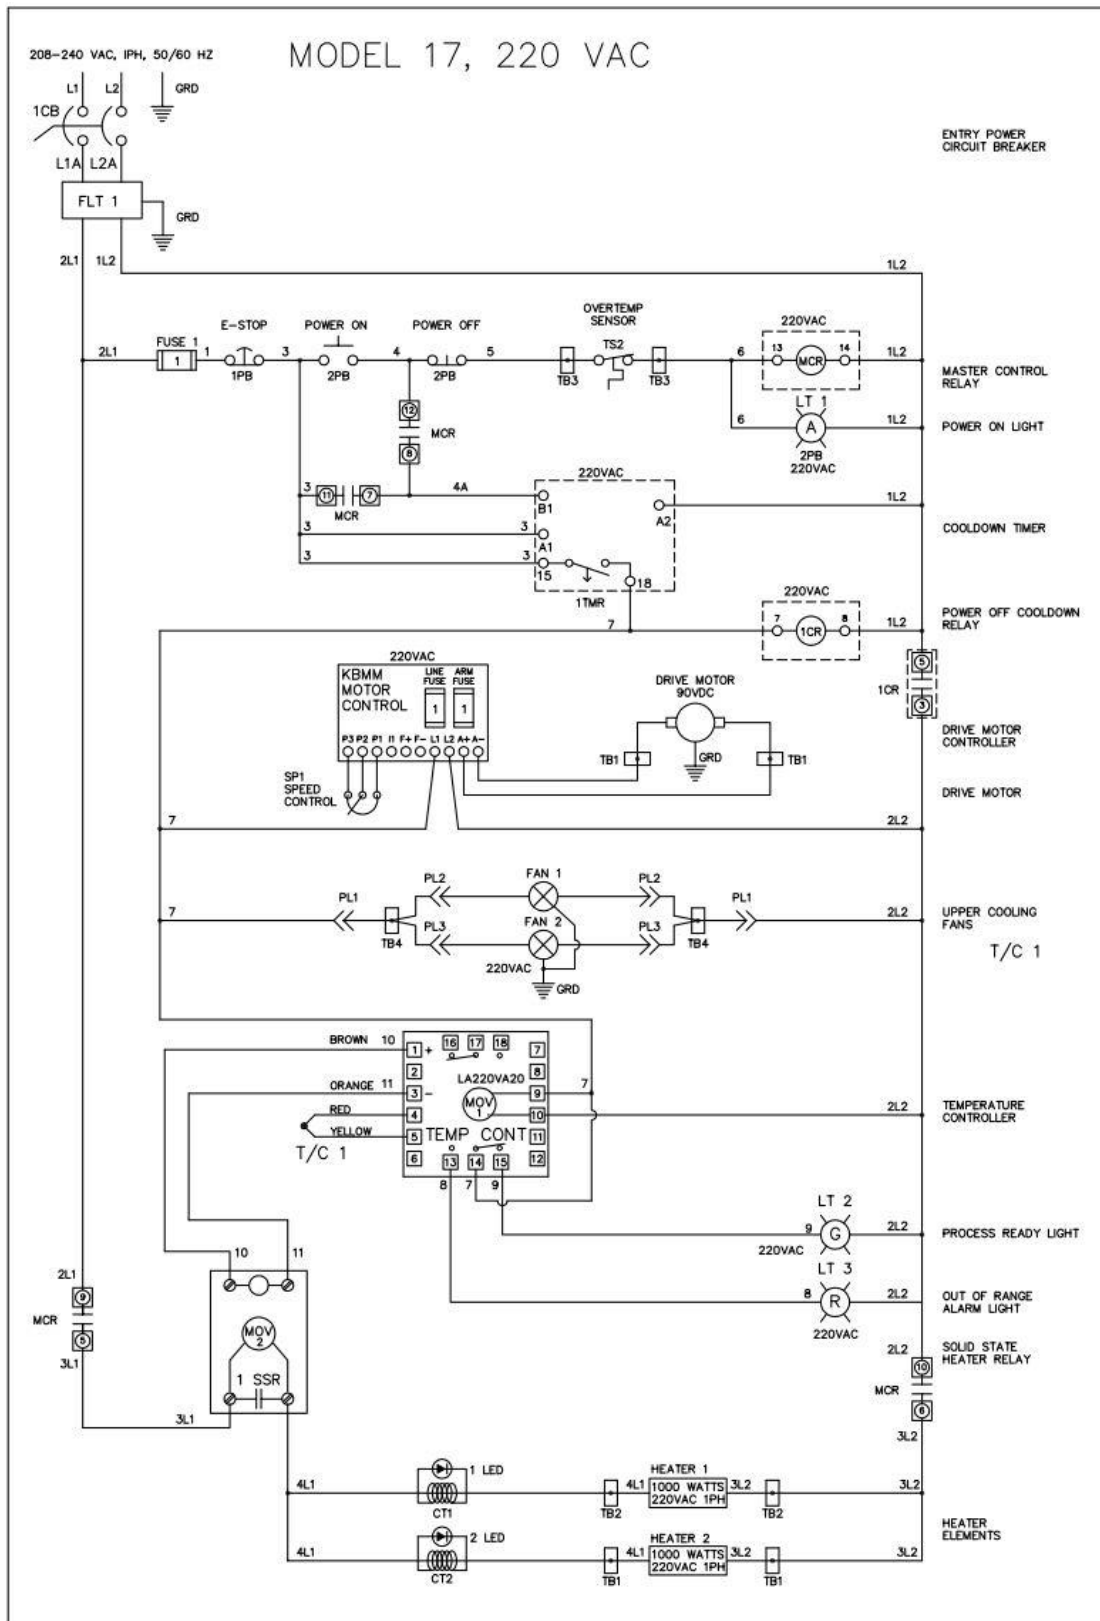 MODEL 17, 220 VAC
208-240 VAC, IPH, 50/60 HZ
L1 L2 GRD
1CB
ENTRY POWER
CIRCUIT BREAKER
L1A L2A
FLT 1
GRD
2L1 1L2 1L2
OVERTEMP
SENSOR
E-STOP POWER ON POWER OFF 220VAC
FUSE 1 TS2
2L1 1 1 3 4 5 6 13 MCR 14 1L2
1PB 2PB 2PB TB3 TB3
MASTER CONTROL
RELAY
LT 1
12 MCR 8
6 A 1L2
POWER ON LIGHT
2PB
220VAC
220VAC
3 11 7 4A B1
MCR
A2 1L2
3 3 A1
COOLDOWN TIMER
3 3 15 18
1TMR
220VAC
7 7 1CR 8 1L2
POWER OFF COOLDOWN
RELAY
220VAC
KBMM
MOTOR
CONTROL
LINE
FUSE
1
ARM
FUSE
1
P3 P2 P1 I1 F+ F- L1 L2 A+ A-
DRIVE MOTOR
90VDC
GRD
TB1 TB1
5
1CR
3
DRIVE MOTOR
CONTROLLER
SP1
SPEED
CONTROL
DRIVE MOTOR
7 2L2
PL2 FAN 1 PL2
PL1 PL1
7 2L2
UPPER COOLING
FANS
TB4 PL3 FAN 2 PL3 TB4
220VAC
GRD
T/C 1
BROWN 10 1 + 16 17 18 7
2 8
LA220VA20
ORANGE 11 3 - 9 7
MOV
1
RED 4 10 2L2
TEMPERATURE
CONTROLLER
YELLOW 5 TEMP CONT 11
T/C 1
6 13 14 15 12
8 7 9
LT 2
9 G 2L2
PROCESS READY LIGHT
220VAC
LT 3
8 R 2L2
OUT OF RANGE
ALARM LIGHT
220VAC
10 11
2L1
9
MCR
5
3L1
MOV
2
1 SSR
3L1
2L2
SOLID STATE
HEATER RELAY
10
MCR
6
3L2
1 LED HEATER 1
4L1 4L1 1000 WATTS 3L2 3L2
220VAC 1PH
CT1 TB2 TB2
HEATER
ELEMENTS
2 LED HEATER 2
4L1 4L1 1000 WATTS 3L2 3L2
220VAC 1PH
CT2 TB1 TB1